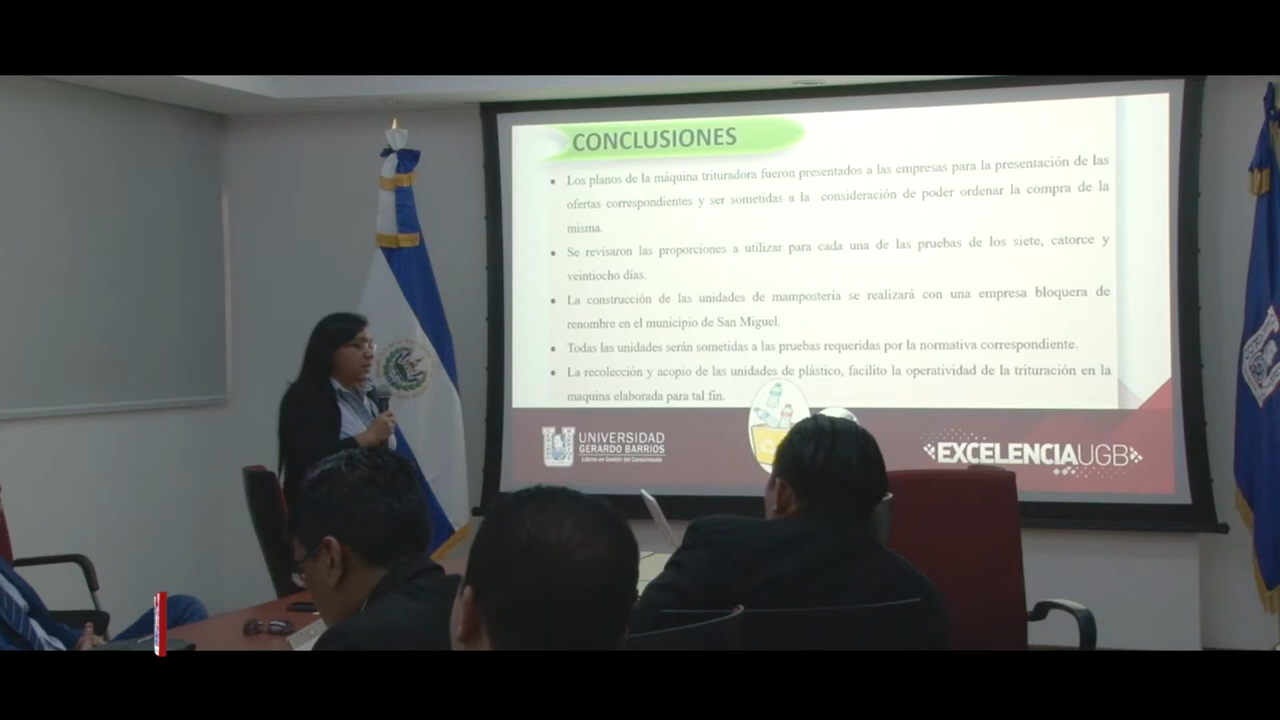 CONCLUSIONES
• Los planos de la máquina trituradora fueron presentados a las empresas para la presentación de las
ofertas correspondientes y ser sometidas a la consideración de poder ordenar la compra de la
misma.
• Se revisaron las proporciones a utilizar para cada una de las pruebas de los siete, catorce y
veintiocho días.
• La construcción de las unidades de mampostería se realizará con una empresa bloquera de
renombre en el municipio de San Miguel.
• Todas las unidades serán sometidas a las pruebas requeridas por la normativa correspondiente.
• La recolección y acopio de las unidades de plástico, facilito la operatividad de la trituración en la
maquina elaborada para tal fin.
UNIVERSIDAD
GERARDO BARRIOS
Líderes en Gestión del Conocimiento
EXCELENCIAUGB